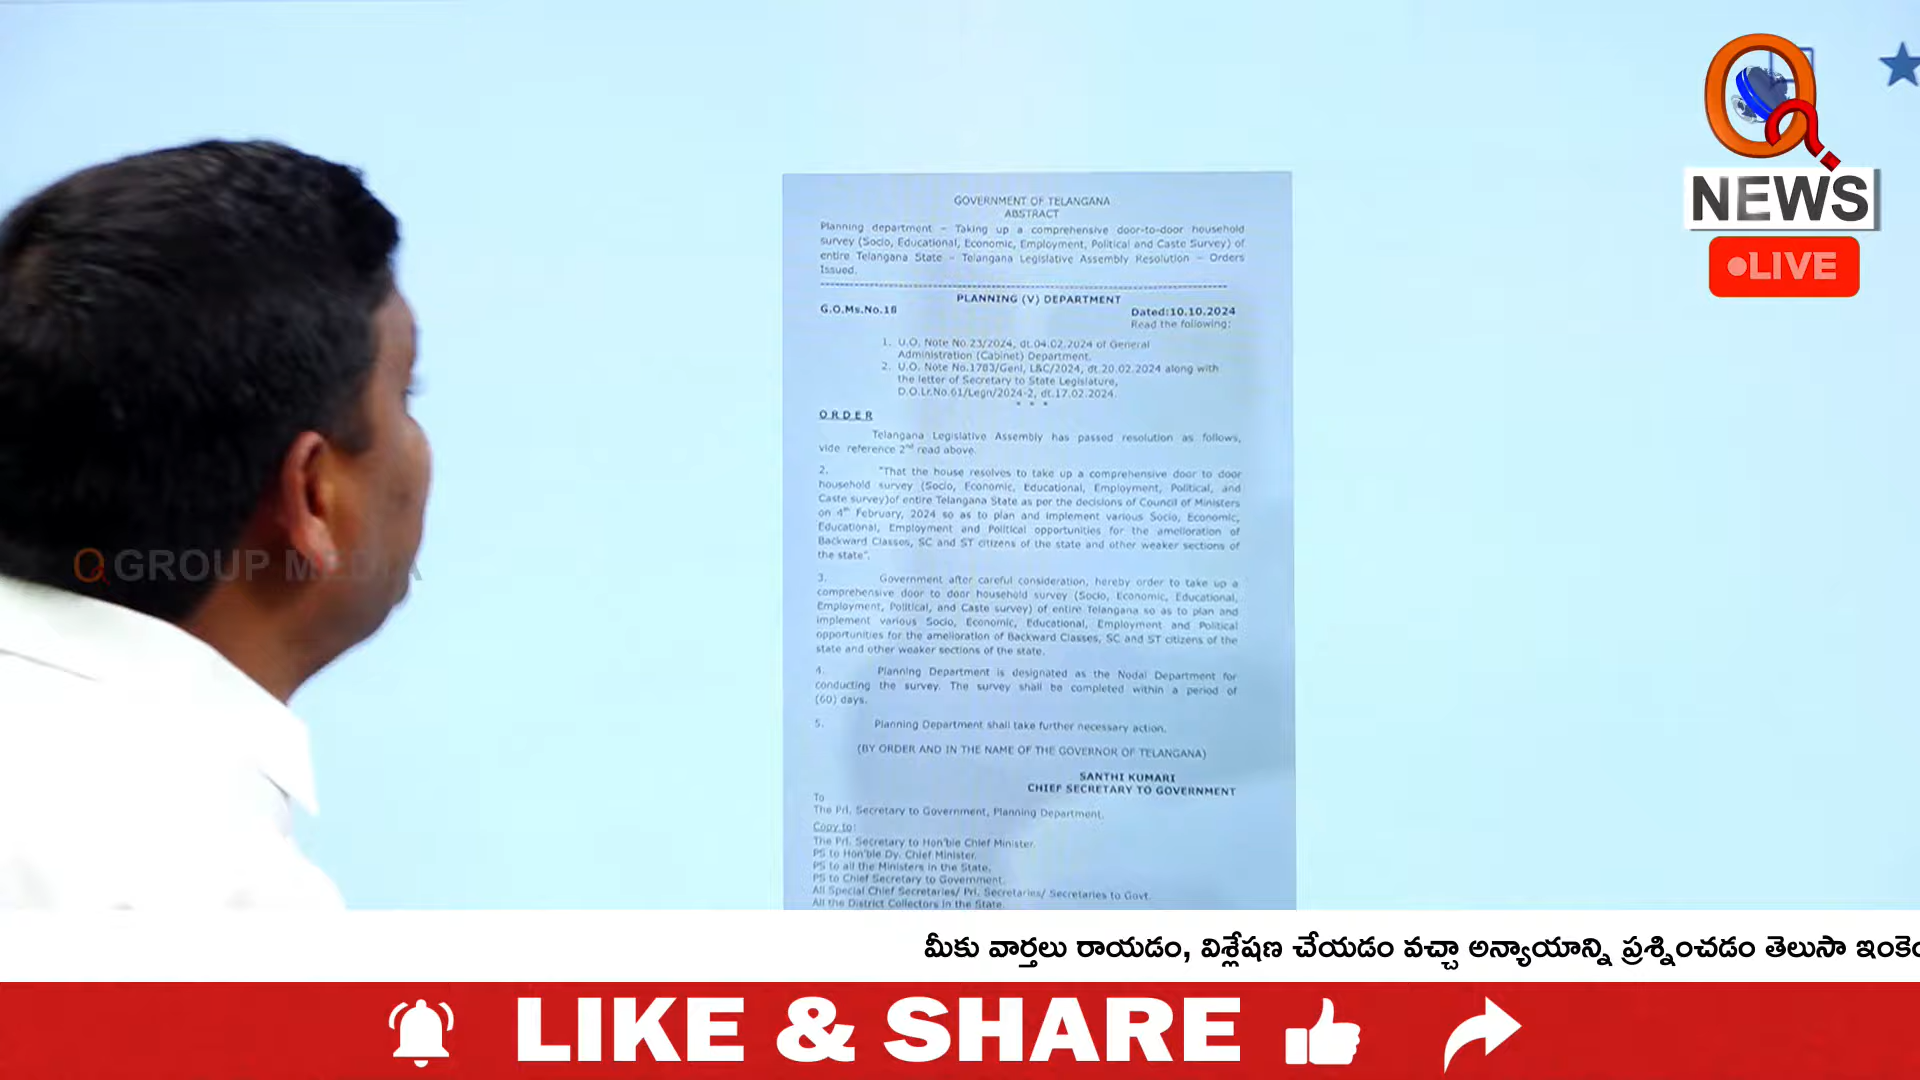 Q
NEWS
LIVE
GOVERNMENT OF TELANGANA
ABSTRACT
Planning department – Taking up a comprehensive door-to-door household
survey (Socio, Educational, Economic, Employment, Political and Caste Survey) of
entire Telangana State – Telangana Legislative Assembly Resolution – Orders
Issued.
PLANNING (V) DEPARTMENT
G.O.Ms.No.18
Dated:10.10.2024
Read the following:
1. U.O. Note No.23/2024, dt.04.02.2024 of General
Administration (Cabinet) Department.
2. U.O. Note No.1783/Genl, L&C/2024, dt.20.02.2024 along with
the letter of Secretary to State Legislature,
D.O.Lr.No.61/Legn/2024-2, dt.17.02.2024.
* * *
ORDER
Telangana Legislative Assembly has passed resolution as follows,
vide reference 2nd read above.
2. "That the house resolves to take up a comprehensive door to door
household survey (Socio, Economic, Educational, Employment, Political, and
Caste survey)of entire Telangana State as per the decisions of Council of Ministers
on 4th February, 2024 so as to plan and implement various Socio, Economic,
Educational, Employment and Political opportunities for the amelioration of
Backward Classes, SC and ST citizens of the state and other weaker sections of
the state".
3. Government after careful consideration, hereby order to take up a
comprehensive door to door household survey (Socio, Economic, Educational,
Employment, Political, and Caste survey) of entire Telangana so as to plan and
implement various Socio, Economic, Educational, Employment and Political
opportunities for the amelioration of Backward Classes, SC and ST citizens of the
state and other weaker sections of the state.
4. Planning Department is designated as the Nodal Department for
conducting the survey. The survey shall be completed within a period of
(60) days.
5. Planning Department shall take further necessary action.
(BY ORDER AND IN THE NAME OF THE GOVERNOR OF TELANGANA)
SANTHI KUMARI
CHIEF SECRETARY TO GOVERNMENT
To
The Prl. Secretary to Government, Planning Department.
Copy to:
The Prl. Secretary to Hon'ble Chief Minister.
PS to Hon'ble Dy. Chief Minister.
PS to all the Ministers in the State.
PS to Chief Secretary to Government.
All Special Chief Secretaries/ Prl. Secretaries/ Secretaries to Govt.
All the District Collectors in the State.
Q GROUP MEDIA
మీకు వార్తలు రాయడం, విశ్లేషణ చేయడం వచ్చా అన్యాయాన్ని ప్రశ్నించడం తెలుసా
LIKE & SHARE